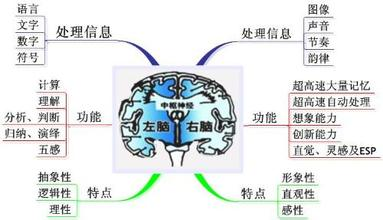 语言
文字
数字
符号
处理信息
计算
理解
分析、判断
归纳、演绎
五感
功能
抽象性
逻辑性
理性
特点
中枢神经
左脑
右脑
处理信息
图像
声音
节奏
韵律
功能
超高速大量记忆
超高速自动处理
想象能力
创新能力
直觉、灵感及ESP
特点
形象性
直观性
感性